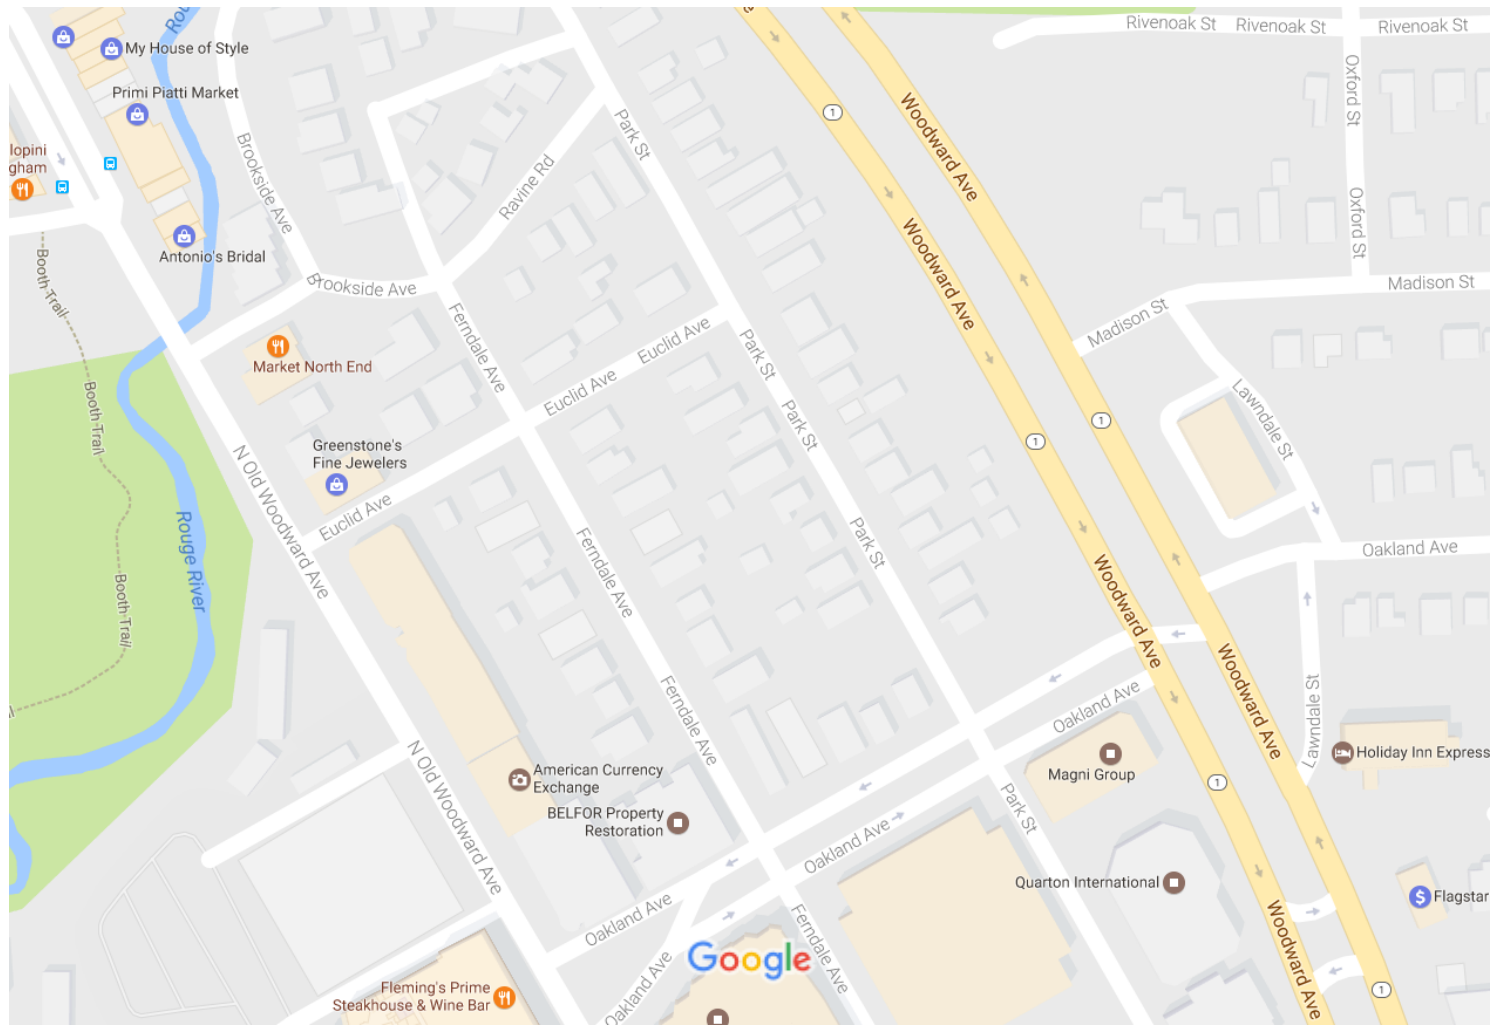 Rou
My House of Style
Primi Piatti Market
lopini
gham
Antonio's Bridal
Brookside Ave
Brookside Ave
Ravine Rd
Park St
Woodward Ave
Woodward Ave
1
Rivenoak St
Rivenoak St
Rivenoak St
Oxford St
Oxford St
Madison St
Madison St
Booth Trail
Booth Trail
Booth Trail
Market North End
Ferndale Ave
Euclid Ave
Euclid Ave
Park St
Park St
1
1
Lawndale St
Greenstone's
Fine Jewelers
Euclid Ave
N Old Woodward Ave
Rouge River
Ferndale Ave
Park St
Woodward Ave
Oakland Ave
Woodward Ave
Lawndale St
Ferndale Ave
Oakland Ave
Magni Group
Holiday Inn Express
1
N Old Woodward Ave
American Currency
Exchange
BELFOR Property
Restoration
Park St
Oakland Ave
Quarton International
Flagstar
Oakland Ave
Ferndale Ave
Woodward Ave
Google
Oakland Ave
Fleming's Prime
Steakhouse & Wine Bar
1